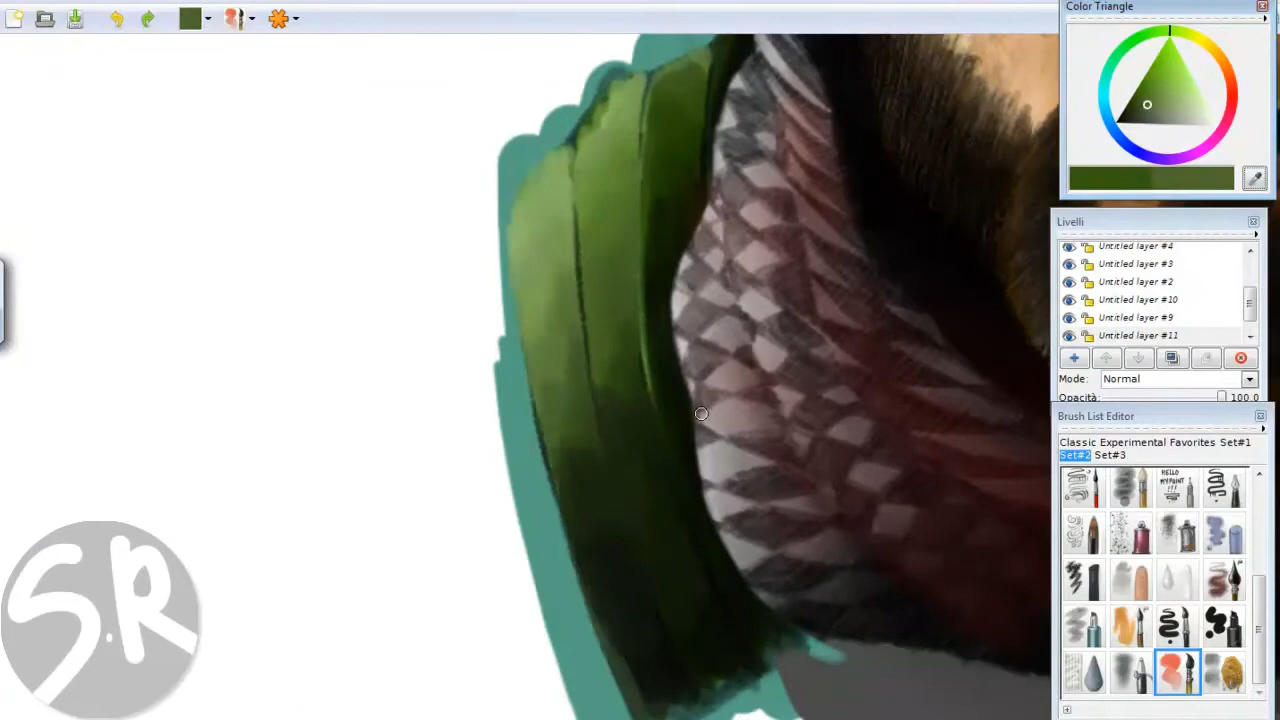 Color Triangle
Livelli
Untitled layer #4
Untitled layer #3
Untitled layer #2
Untitled layer #10
Untitled layer #9
Untitled layer #11
Mode: Normal
Opacità: 100.0
Brush List Editor
Classic Experimental Favorites Set#1
Set#2 Set#3
HELLO
MY PAINT
!!!
S.R